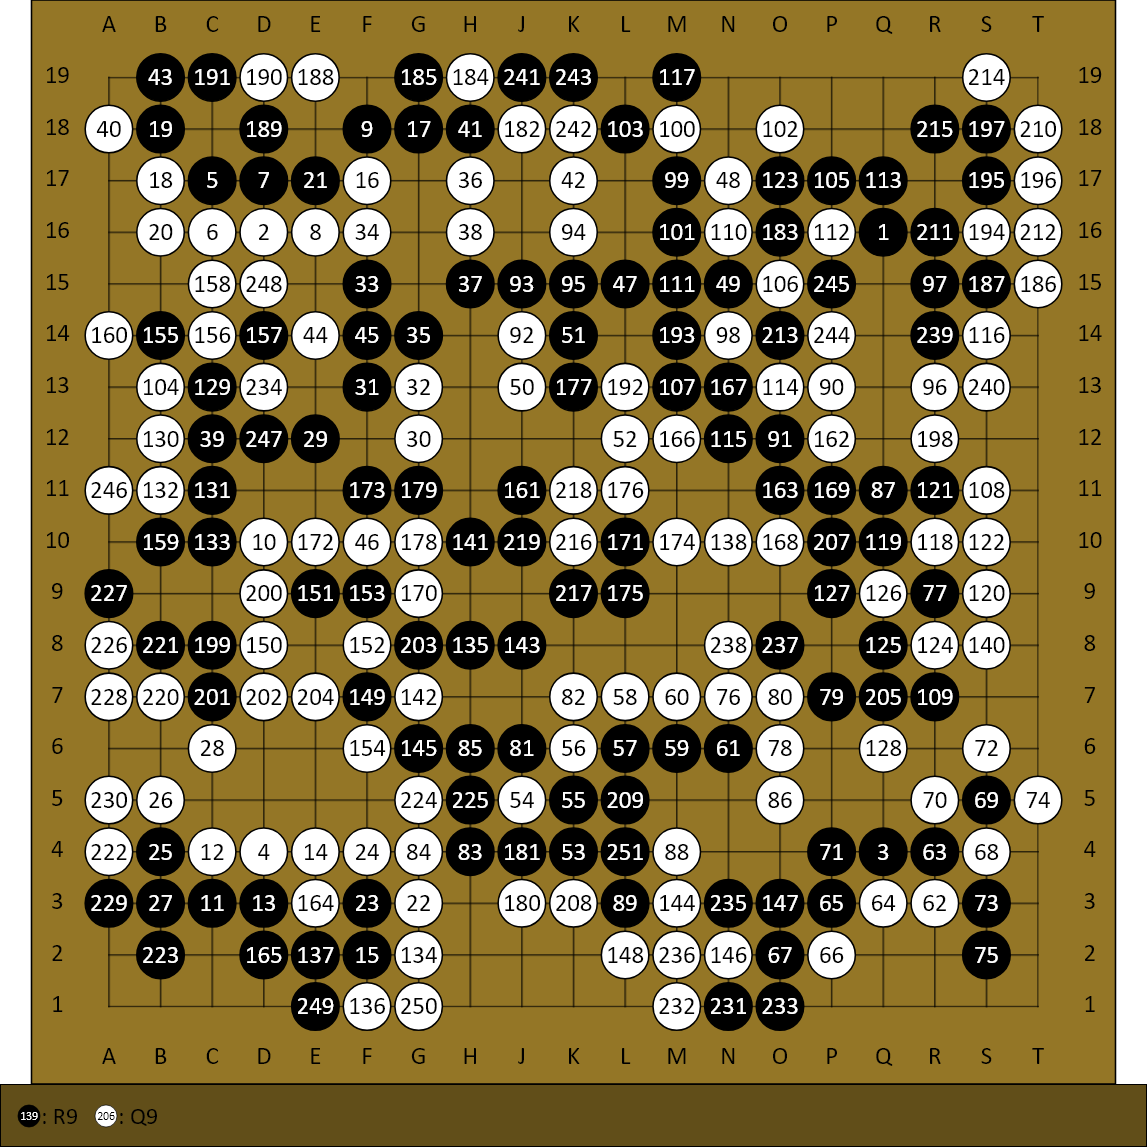 A B C D E F G H J K L M N O P Q R S T
19 43 191 190 188 185 184 241 243 117 214 19
18 40 19 189 9 17 41 182 242 103 100 102 215 197 210 18
17 18 5 7 21 16 36 42 99 48 123 105 113 195 196 17
16 20 6 2 8 34 38 94 101 110 183 112 1 211 194 212 16
15 158 248 33 37 93 95 47 111 49 106 245 97 187 186 15
14 160 155 156 157 44 45 35 92 51 193 98 213 244 239 116 14
13 104 129 234 31 32 50 177 192 107 167 114 90 96 240 13
12 130 39 247 29 30 52 166 115 91 162 198 12
11 246 132 131 173 179 161 218 176 163 169 87 121 108 11
10 159 133 10 172 46 178 141 219 216 171 174 138 168 207 119 118 122 10
9 227 200 151 153 170 217 175 127 126 77 120 9
8 226 221 199 150 152 203 135 143 238 237 125 124 140 8
7 228 220 201 202 204 149 142 82 58 60 76 80 79 205 109 7
6 28 154 145 85 81 56 57 59 61 78 128 72 6
5 230 26 224 225 54 55 209 86 70 69 74 5
4 222 25 12 4 14 24 84 83 181 53 251 88 71 3 63 68 4
3 229 27 11 13 164 23 22 180 208 89 144 235 147 65 64 62 73 3
2 223 165 137 15 134 148 236 146 67 66 75 2
1 249 136 250 232 231 233 1
A B C D E F G H J K L M N O P Q R S T
139 : R9 206 : Q9